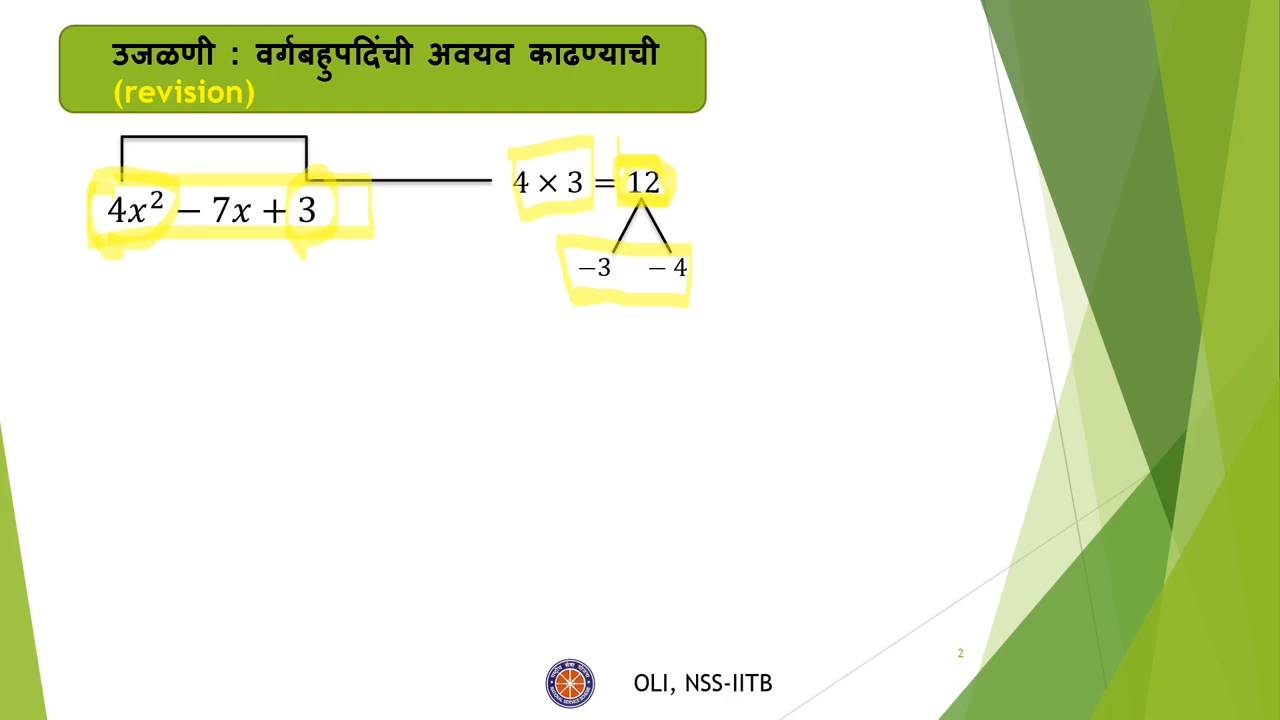 उजळणी : वर्गबहुपदिंची अवयव काढण्याची
(revision)
4x² − 7x + 3
4 × 3 = 12
−3 − 4
2
OLI, NSS-IITB